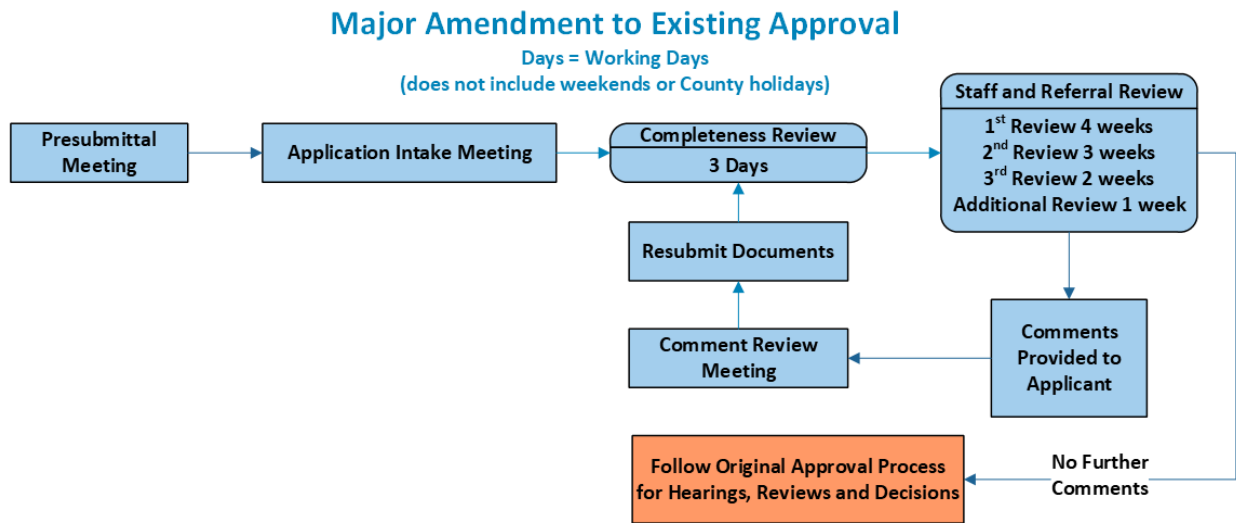 Major Amendment to Existing Approval
Days = Working Days
(does not include weekends or County holidays)
Presubmittal
Meeting
Application Intake Meeting
Completeness Review
3 Days
Staff and Referral Review
1st Review 4 weeks
2nd Review 3 weeks
3rd Review 2 weeks
Additional Review 1 week
Resubmit Documents
Comment Review
Meeting
Comments
Provided to
Applicant
Follow Original Approval Process
for Hearings, Reviews and Decisions
No Further
Comments